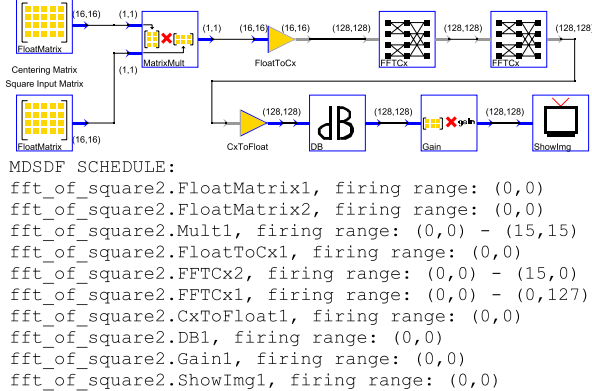 (16,16) (1,1) (1,1) (16,16) (16,16) (128,128) (128,128) (128,128)
FloatMatrix MatrixMult FloatToCx FFTCx FFTCx
(1,1)
Centering Matrix
Square Input Matrix
(16,16)
FloatMatrix
(128,128) (128,128) (128,128)
dB gain
CxToFloat DB Gain ShowImg
MDSDF SCHEDULE:
fft_of_square2.FloatMatrix1, firing range: (0,0)
fft_of_square2.FloatMatrix2, firing range: (0,0)
fft_of_square2.Mult1, firing range: (0,0) - (15,15)
fft_of_square2.FloatToCx1, firing range: (0,0)
fft_of_square2.FFTCx2, firing range: (0,0) - (15,0)
fft_of_square2.FFTCx1, firing range: (0,0) - (0,127)
fft_of_square2.CxToFloat1, firing range: (0,0)
fft_of_square2.DB1, firing range: (0,0)
fft_of_square2.Gain1, firing range: (0,0)
fft_of_square2.ShowImg1, firing range: (0,0)